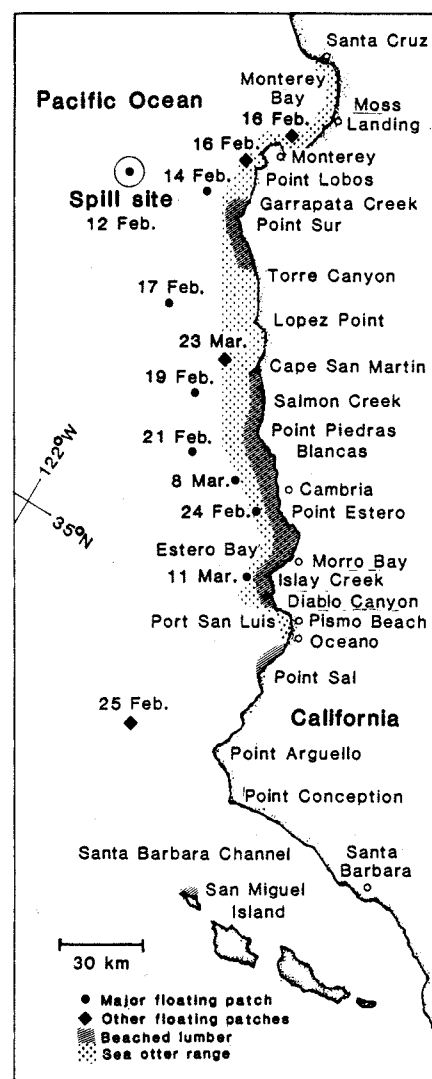 Santa Cruz
Monterey
Bay
Pacific Ocean
16 Feb.
Moss
Landing
16 Feb.
Monterey
14 Feb.
Point Lobos
Spill site
12 Feb.
Garrapata Creek
Point Sur
Torre Canyon
17 Feb.
Lopez Point
23 Mar.
Cape San Martin
19 Feb.
Salmon Creek
21 Feb.
Point Piedras
Blancas
122°W
8 Mar.
Cambria
24 Feb.
Point Estero
35°N
Estero Bay
Morro Bay
11 Mar.
Islay Creek
Diablo Canyon
Port San Luis
Pismo Beach
Oceano
Point Sal
25 Feb.
California
Point Arguello
Point Conception
Santa Barbara Channel
Santa
Barbara
San Miguel
Island
30 km
Major floating patch
Other floating patches
Beached lumber
Sea otter range